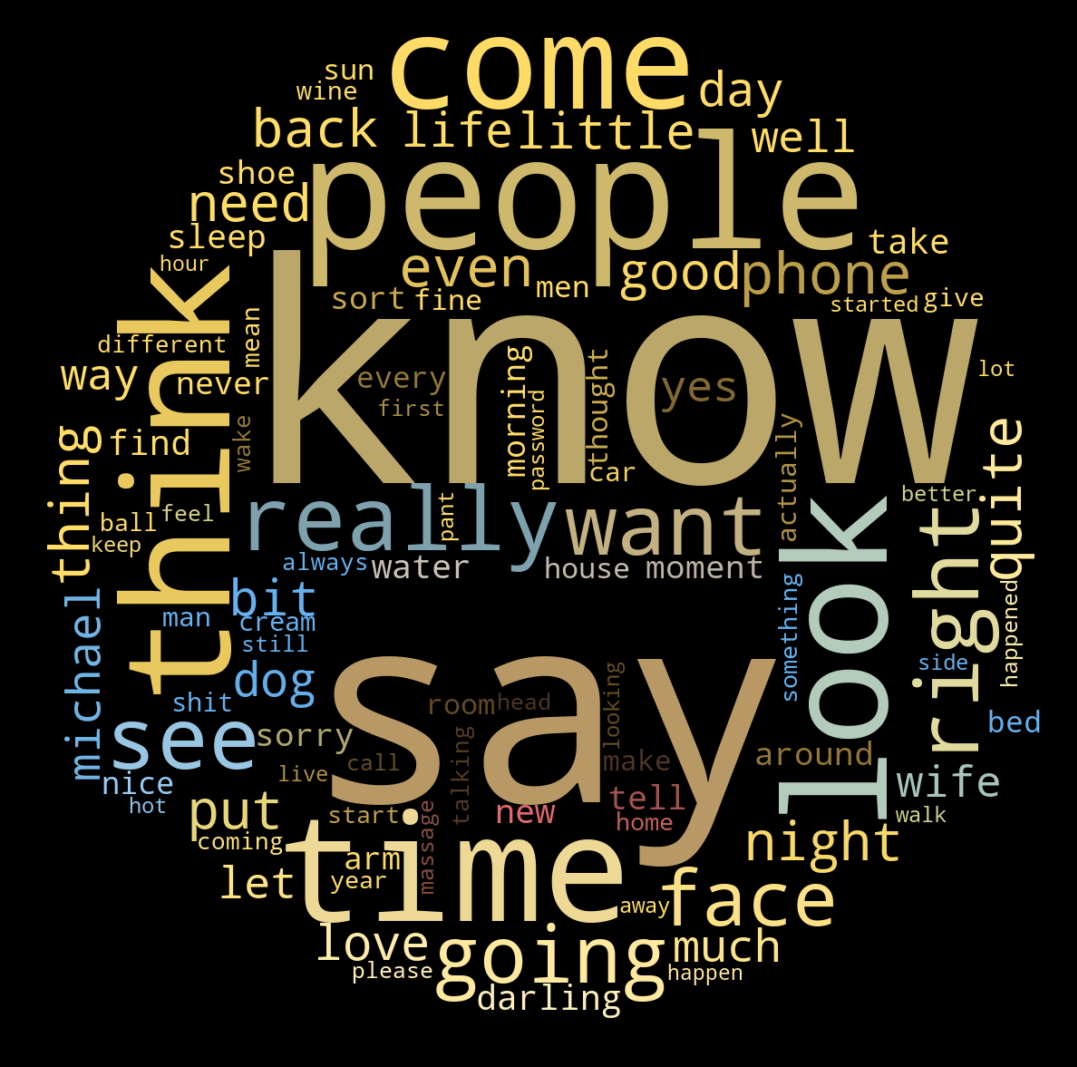 come
sun
wine
day
back
life
little
well
people
shoe
need
sleep
take
hour
even
good
phone
men
sort
fine
started
give
know
think
different
mean
way
never
every
first
morning
password
thought
yes
car
lot
find
wake
thing
ball
feel
keep
really
pant
want
actually
look
better
right
quite
always
water
house
moment
michael
man
bit
cream
still
dog
something
happened
side
say
shit
see
sorry
room
head
looking
bed
nice
hot
live
call
talking
make
around
wife
put
start
new
tell
home
walk
coming
time
massage
night
let
arm
year
away
face
love
going
much
please
happen
darling